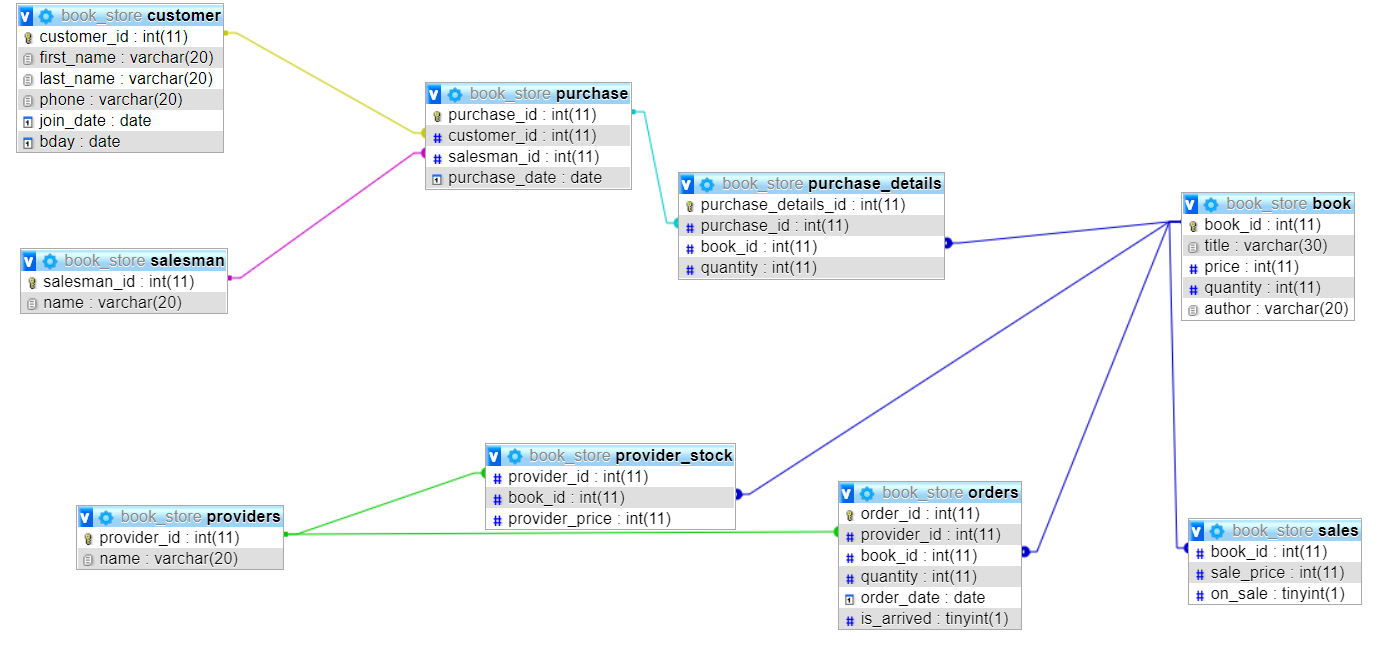 book_store customer
customer_id : int(11)
first_name : varchar(20)
last_name : varchar(20)
phone : varchar(20)
join_date : date
bday : date
book_store salesman
salesman_id : int(11)
name : varchar(20)
book_store purchase
purchase_id : int(11)
customer_id : int(11)
salesman_id : int(11)
purchase_date : date
book_store purchase_details
purchase_details_id : int(11)
purchase_id : int(11)
book_id : int(11)
quantity : int(11)
book_store book
book_id : int(11)
title : varchar(30)
price : int(11)
quantity : int(11)
author : varchar(20)
book_store providers
provider_id : int(11)
name : varchar(20)
book_store provider_stock
provider_id : int(11)
book_id : int(11)
provider_price : int(11)
book_store orders
order_id : int(11)
provider_id : int(11)
book_id : int(11)
quantity : int(11)
order_date : date
is_arrived : tinyint(1)
book_store sales
book_id : int(11)
sale_price : int(11)
on_sale : tinyint(1)